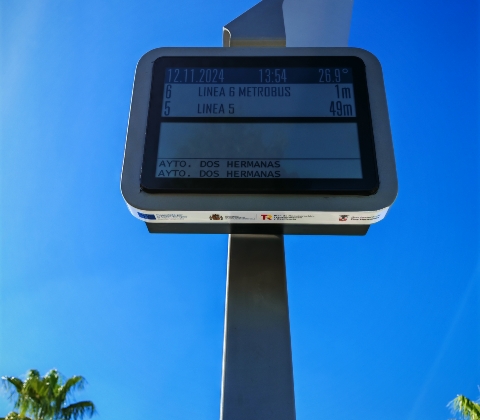 12.11.2024 13:54 26.9°
6 LINEA 6 METROBUS 1m
5 LINEA 5 49m
AYTO. DOS HERMANAS
AYTO. DOS HERMANAS
TR